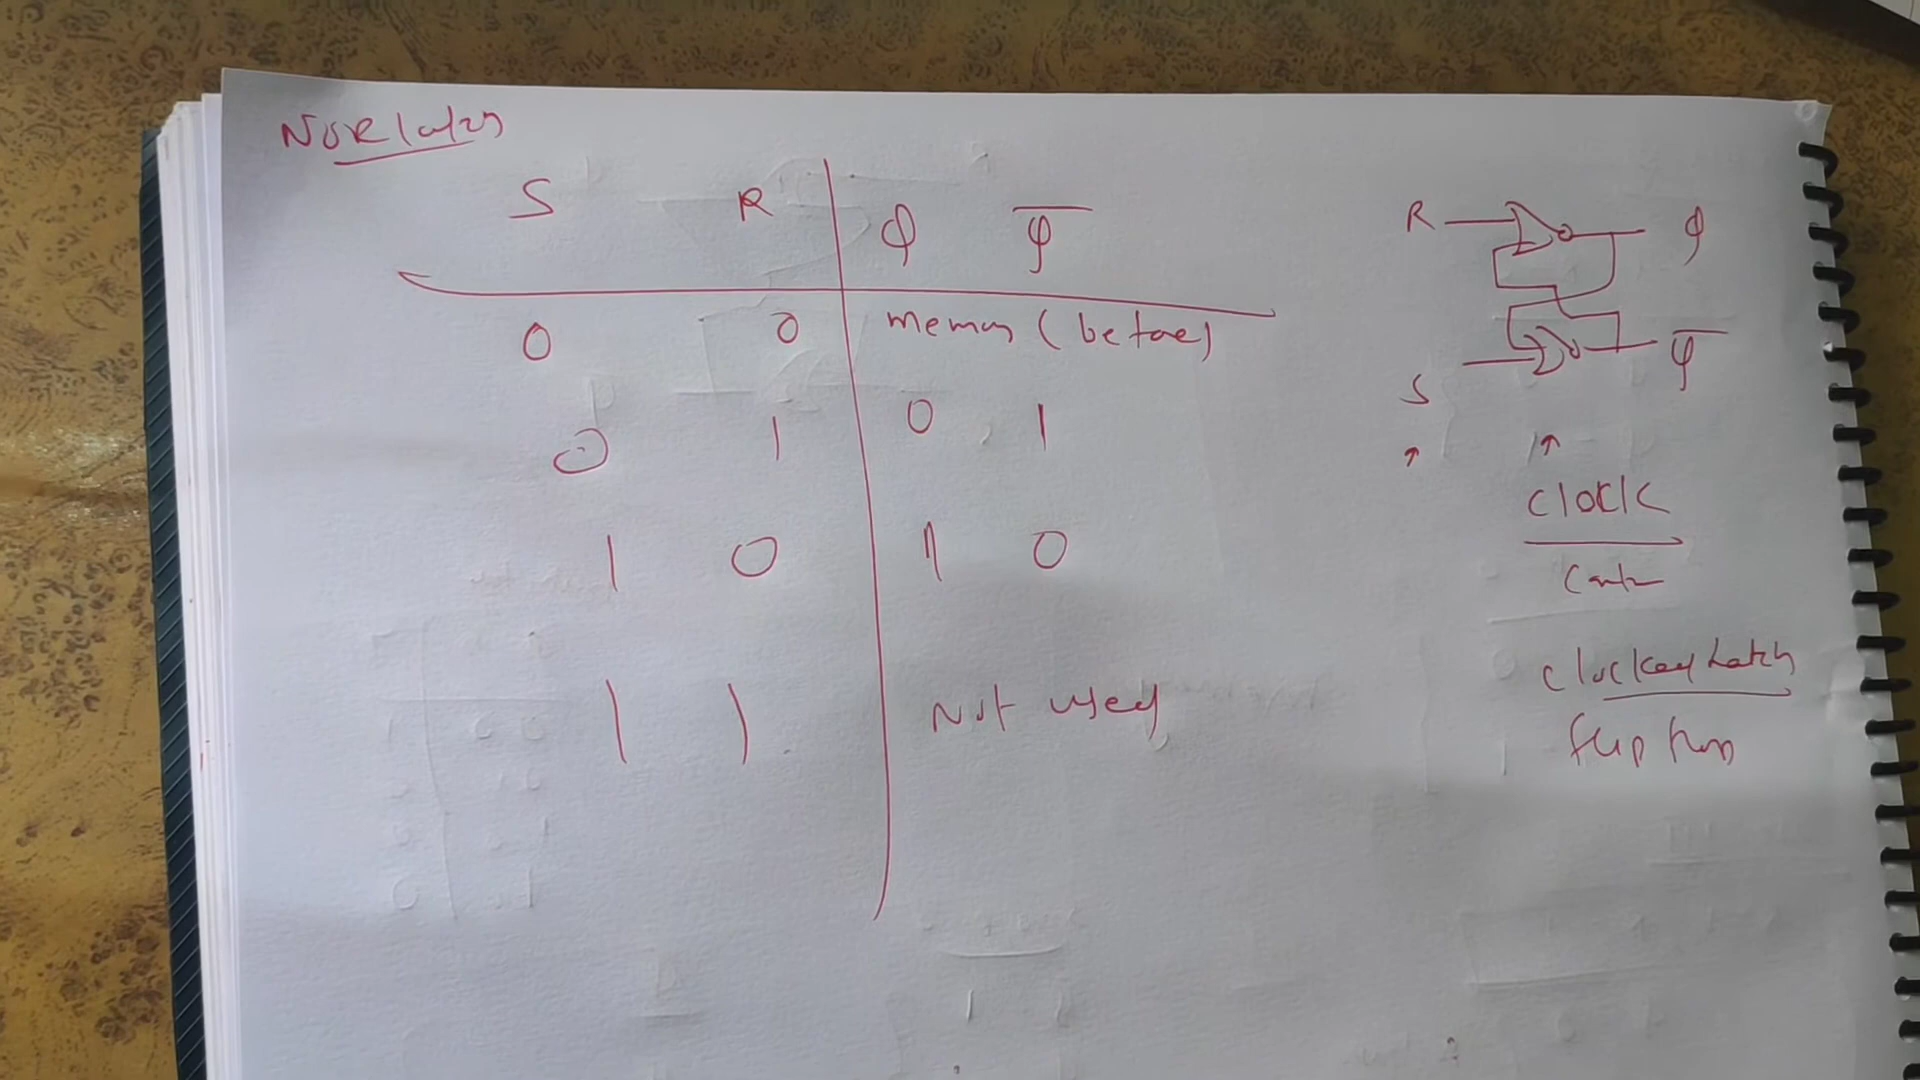 NOR latch
S R Q Q̅
0 0 memory (before)
0 1 0 1
1 0 1 0
1 1 Not used
R Q
S Q̅
clock
clocked Latch
flip flop